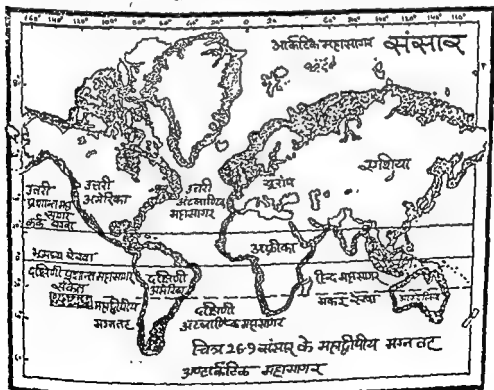 संसार
आर्कटिक महासागर
उत्तरी अमेरिका
उत्तरी अटलांटिक महासागर
यूरोप
एशिया
उत्तरी प्रशान्त महासागर
कर्क रेखा
अफ्रीका
भूमध्य रेखा
दक्षिणी प्रशान्त महासागर
दक्षिणी अमेरिका
हिन्द महासागर
मकर रेखा
संकेत
महाद्वीपीय मग्नतट
दक्षिणी अटलांटिक महासागर
चित्र 26·9 संसार के महाद्वीपीय मग्न तट
अण्टार्कटिक महासागर